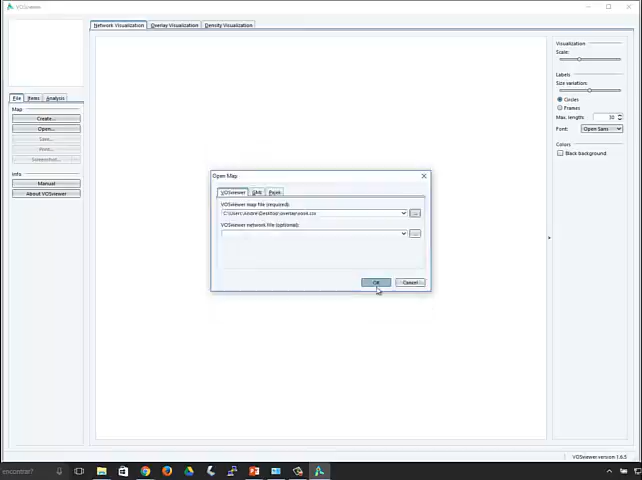 VOSviewer
Network Visualization
Overlay Visualization
Density Visualization
File
Items
Analysis
Map
Create...
Open...
Save...
Print...
Screenshot...
Info
Manual
About VOSviewer
Open Map
VOSviewer
GML
Pajek
VOSviewer map file (required):
VOSviewer network file (optional):
...
...
OK
Cancel
Visualization
Scale:
Labels
Size variation:
Circles
Frames
Max. length:
30
Font:
Open Sans
Colors
Black background
VOSviewer version 1.6.5
encontrar?